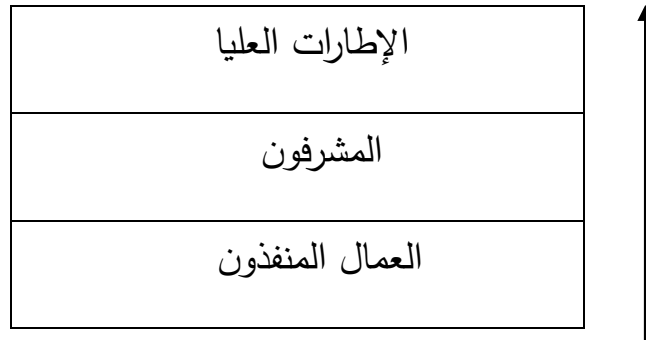 الإطارات العليا
المشرفون
العمال المنفذون